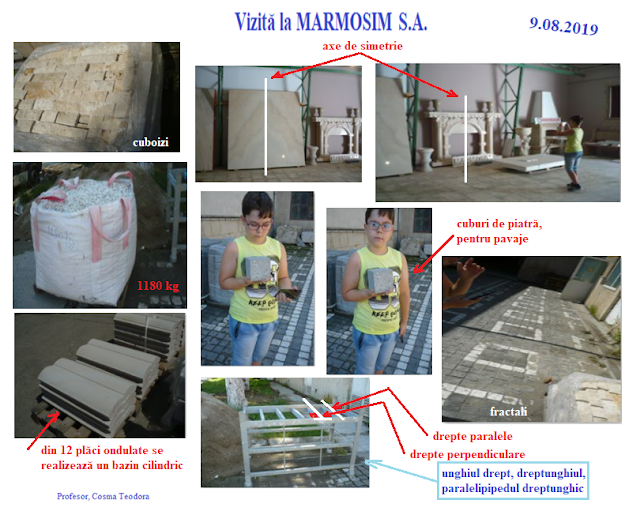 Vizită la MARMOSIM S.A.
9.08.2019
axe de simetrie
cuboizi
1180 kg
cuburi de piatră,
pentru pavaje
fractali
din 12 plăci ondulate se
realizează un bazin cilindric
drepte paralele
drepte perpendiculare
unghiul drept, dreptunghiul,
paralelipipedul dreptunghic
Profesor, Cosma Teodora